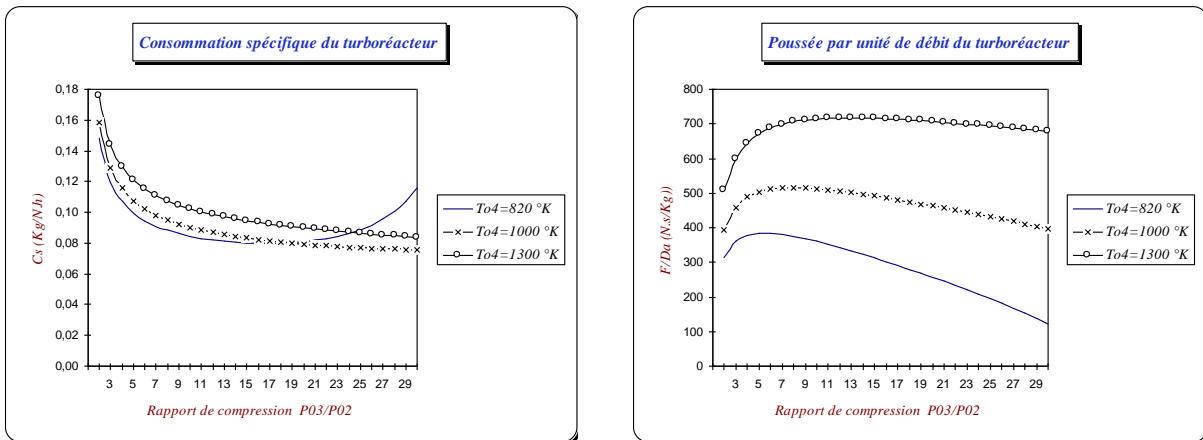 Consommation spécifique du turboréacteur
0,18
0,16
0,14
0,12
0,10
0,08
0,06
0,04
0,02
0,00
Cs (Kg/N.h)
3 5 7 9 11 13 15 17 19 21 23 25 27 29
Rapport de compression P03/P02
To4=820 °K
To4=1000 °K
To4=1300 °K
Poussée par unité de débit du turboréacteur
800
700
600
500
400
300
200
100
0
F/Da (N.s/Kg))
3 5 7 9 11 13 15 17 19 21 23 25 27 29
Rapport de compression P03/P02
To4=820 °K
To4=1000 °K
To4=1300 °K